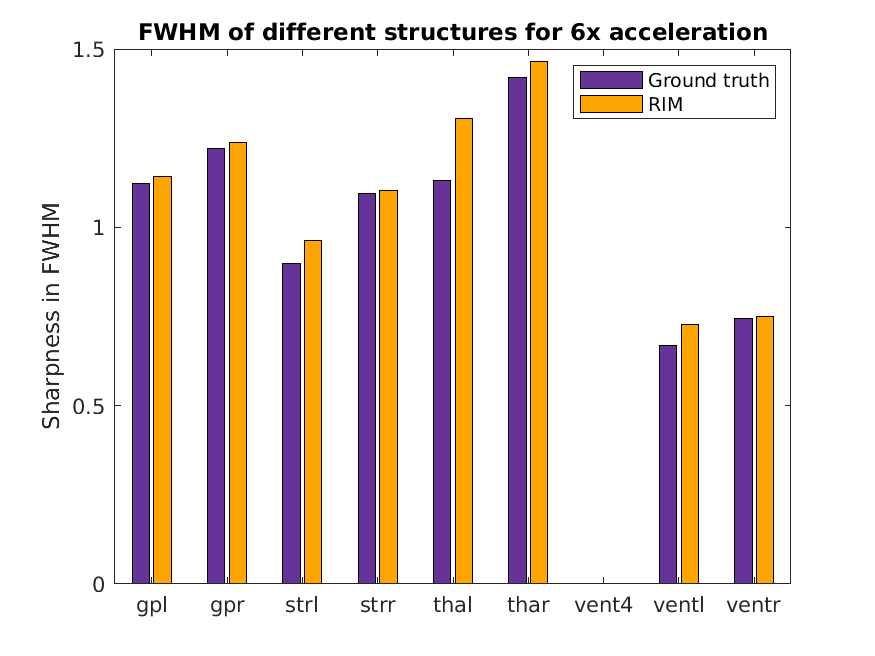 FWHM of different structures for 6x acceleration
Sharpness in FWHM
1.5
1
0.5
0
Ground truth
RIM
gpl gpr strl strr thal thar vent4 ventl ventr